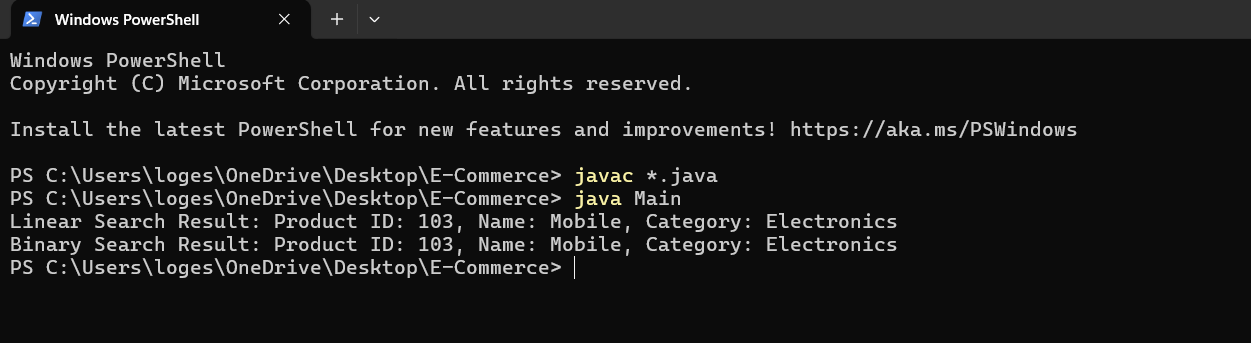 Windows PowerShell
Windows PowerShell
Copyright (C) Microsoft Corporation. All rights reserved.
Install the latest PowerShell for new features and improvements! https://aka.ms/PSWindows
PS C:\Users\loges\OneDrive\Desktop\E-Commerce> javac *.java
PS C:\Users\loges\OneDrive\Desktop\E-Commerce> java Main
Linear Search Result: Product ID: 103, Name: Mobile, Category: Electronics
Binary Search Result: Product ID: 103, Name: Mobile, Category: Electronics
PS C:\Users\loges\OneDrive\Desktop\E-Commerce>